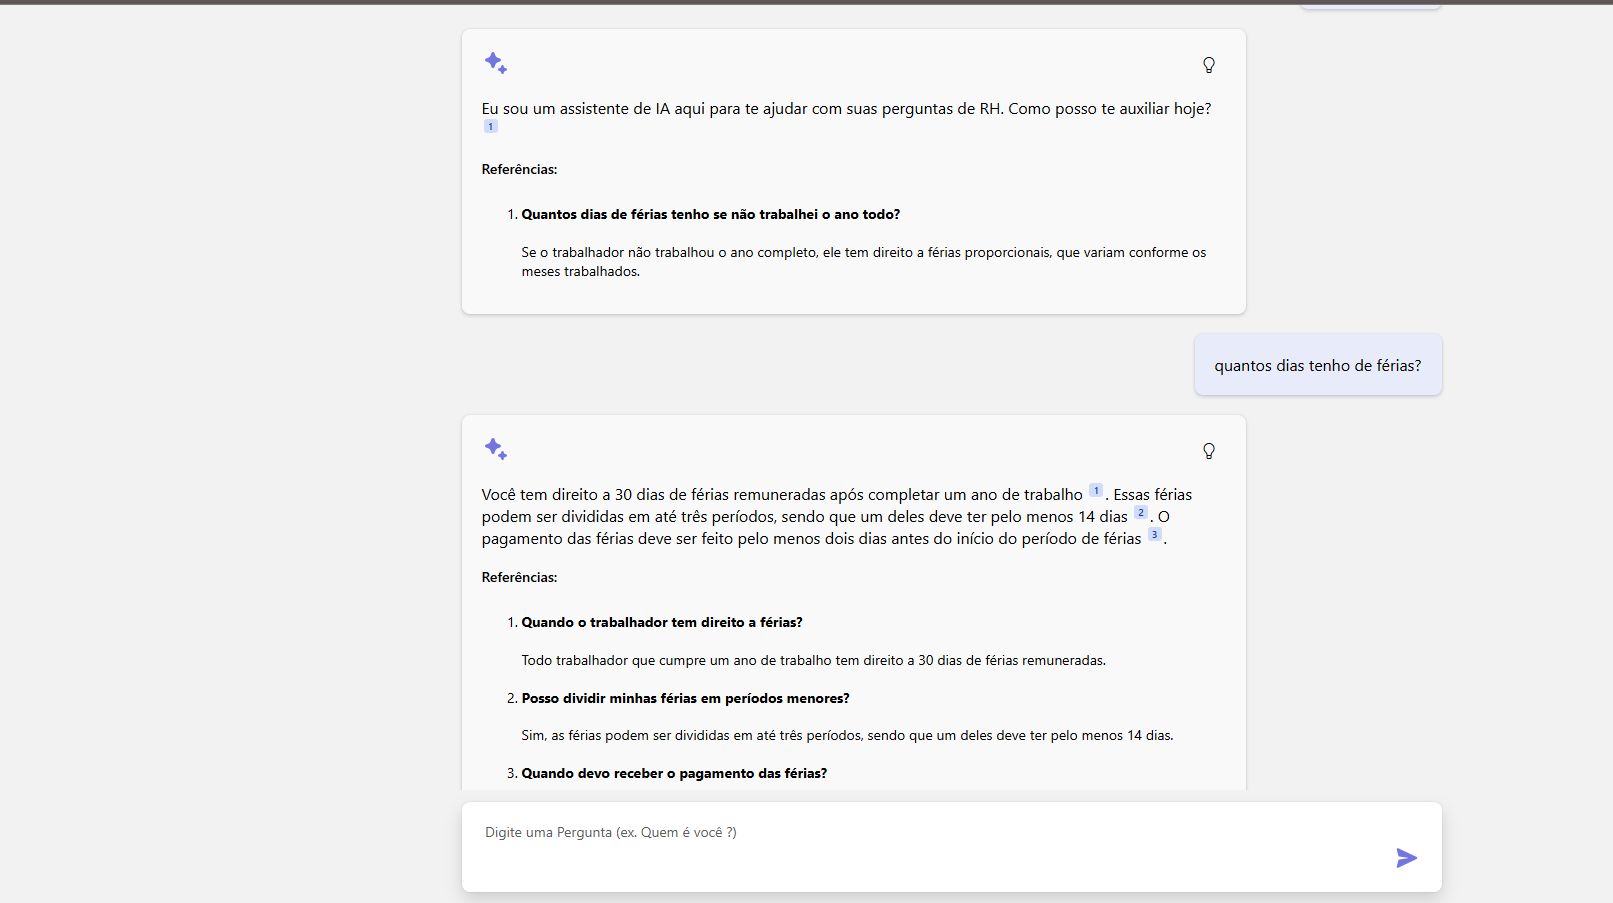 Eu sou um assistente de IA aqui para te ajudar com suas perguntas de RH. Como posso te auxiliar hoje?
1
Referências:
1. Quantos dias de férias tenho se não trabalhei o ano todo?
Se o trabalhador não trabalhou o ano completo, ele tem direito a férias proporcionais, que variam conforme os
meses trabalhados.
quantos dias tenho de férias?
Você tem direito a 30 dias de férias remuneradas após completar um ano de trabalho 1 . Essas férias
podem ser divididas em até três períodos, sendo que um deles deve ter pelo menos 14 dias 2 . O
pagamento das férias deve ser feito pelo menos dois dias antes do início do período de férias 3 .
Referências:
1. Quando o trabalhador tem direito a férias?
Todo trabalhador que cumpre um ano de trabalho tem direito a 30 dias de férias remuneradas.
2. Posso dividir minhas férias em períodos menores?
Sim, as férias podem ser divididas em até três períodos, sendo que um deles deve ter pelo menos 14 dias.
3. Quando devo receber o pagamento das férias?
Digite uma Pergunta (ex. Quem é você ?)